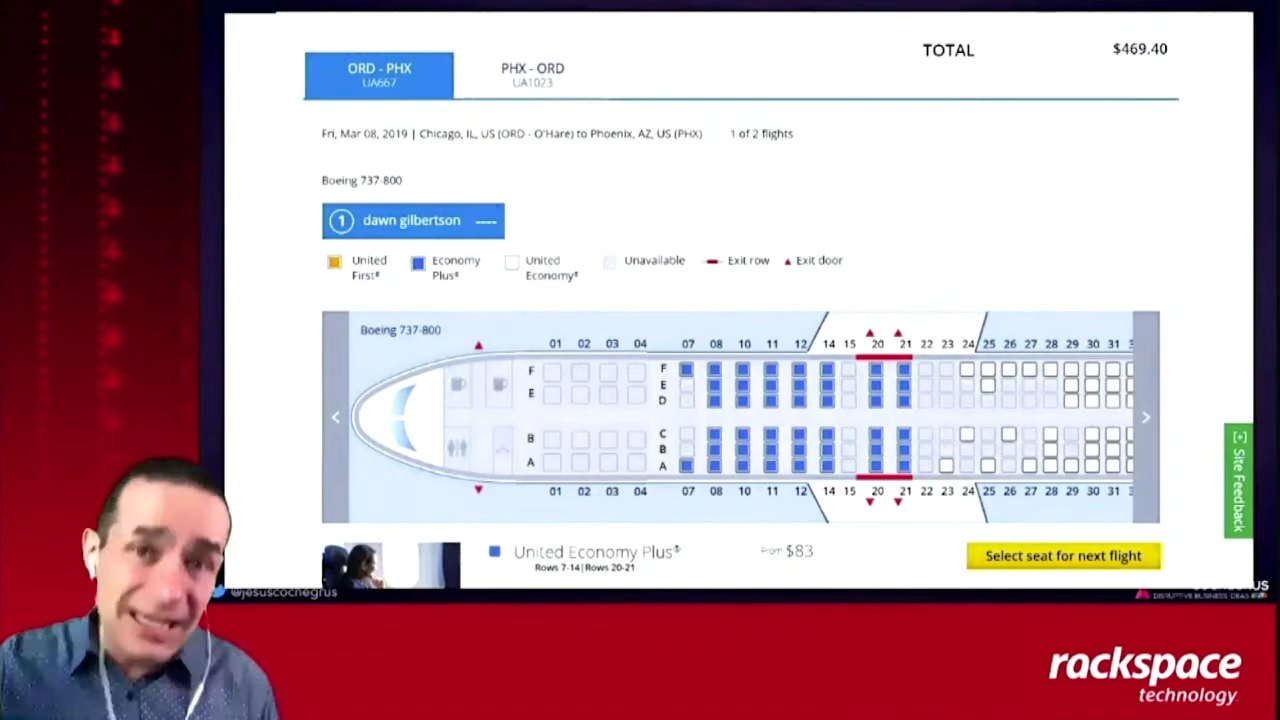 TOTAL $469.40
ORD - PHX
UA667
PHX - ORD
UA1023
Fri, Mar 08, 2019 | Chicago, IL, US (ORD - O'Hare) to Phoenix, AZ, US (PHX) 1 of 2 flights
Boeing 737-800
1 dawn gilbertson ----
United First®
Economy Plus®
United Economy®
Unavailable
Exit row
Exit door
Boeing 737-800
01 02 03 04 07 08 10 11 12 14 15 20 21 22 23 24 25 26 27 28 29 30 31
F F
E E
D
C
B B
A A
01 02 03 04 07 08 10 11 12 14 15 20 21 22 23 24 25 26 27 28 29 30 31
United Economy Plus® From $83
Rows 7-14|Rows 20-21
Select seat for next flight
[+] Site Feedback
@jesuscochegrus
DISRUPTIVE BUSINESS IDEAS
rackspace
technology